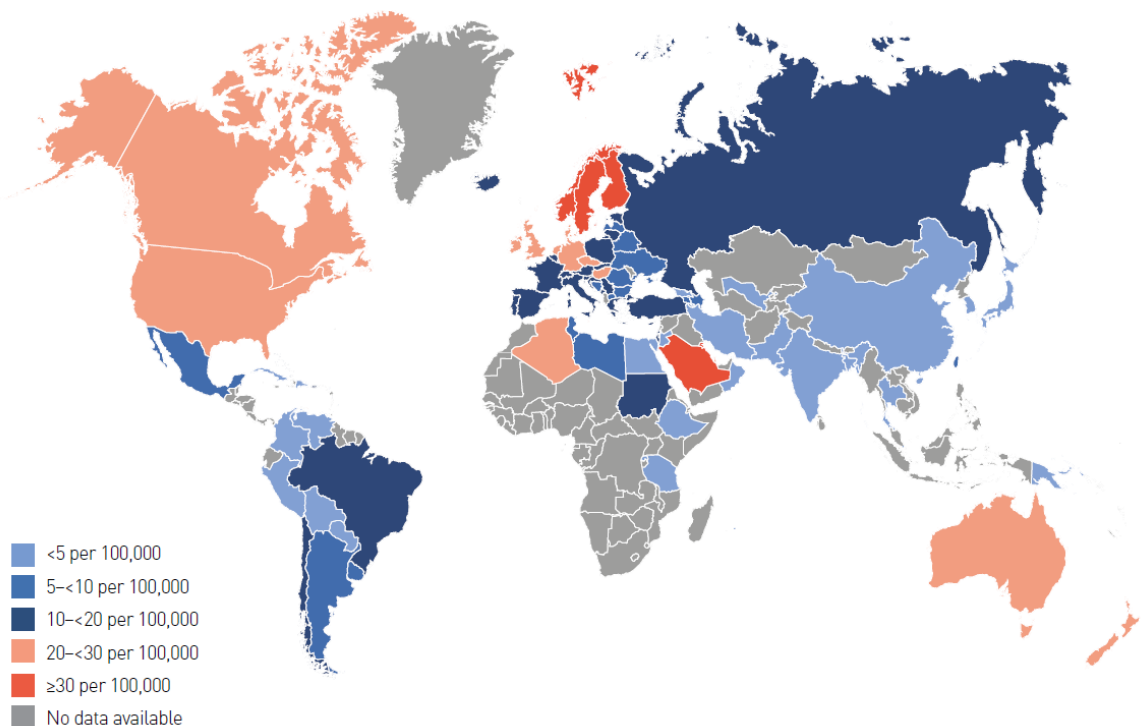 <5 per 100,000
5–<10 per 100,000
10–<20 per 100,000
20–<30 per 100,000
≥30 per 100,000
No data available